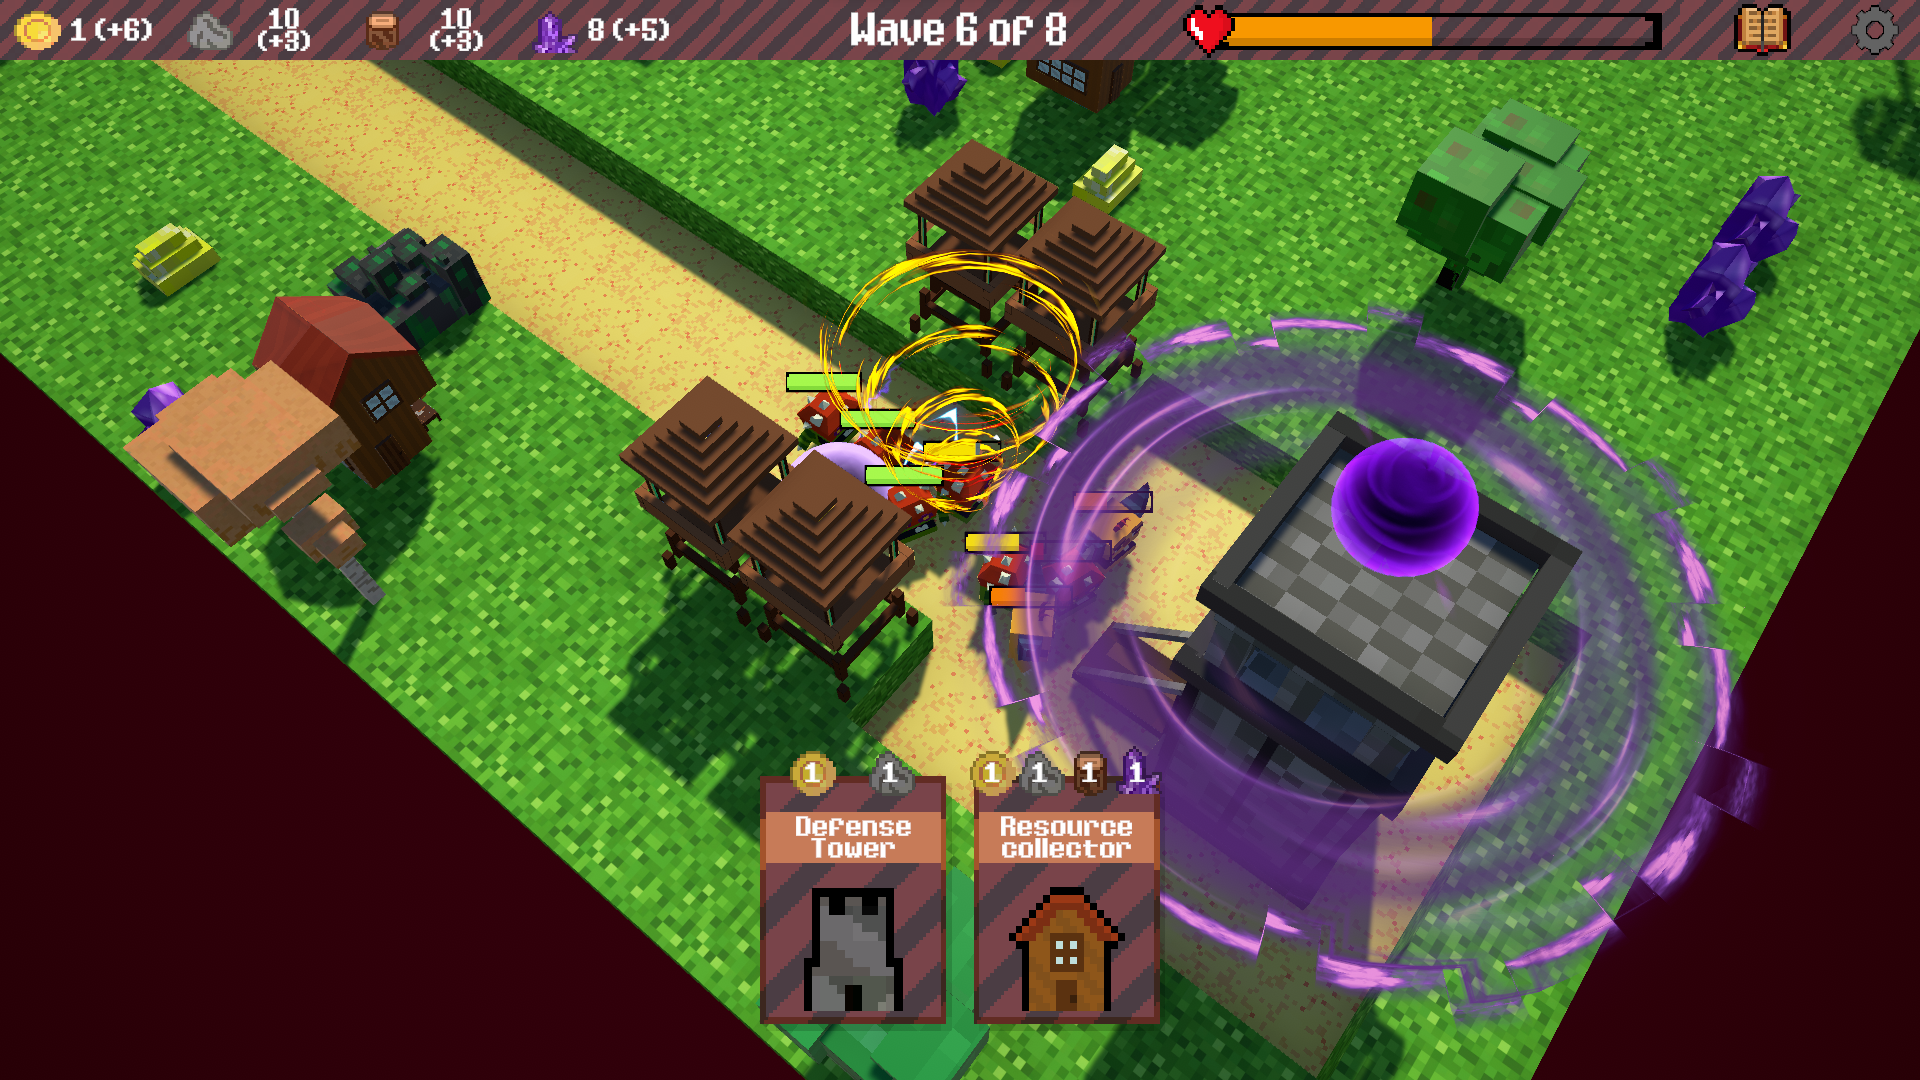 1 (+6)
10
(+3)
10
(+3)
8 (+5)
Wave 6 of 8
1
1
1
1
1
1
Defense
Tower
Resource
collector